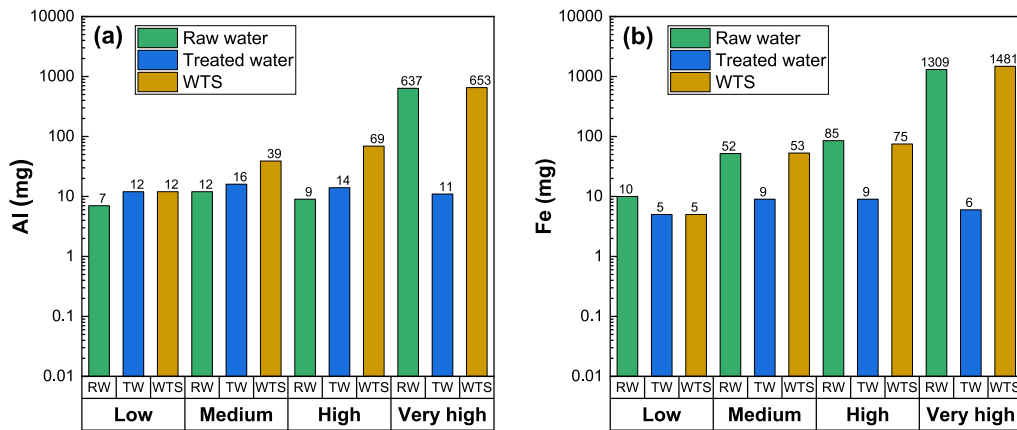 (a)
Raw water
Treated water
WTS
Al (mg)
10000
1000
100
10
1
0.1
0.01
7 12 12 12 16 39 9 14 69 637 11 653
RW TW WTS RW TW WTS RW TW WTS RW TW WTS
Low Medium High Very high
(b)
Raw water
Treated water
WTS
Fe (mg)
10000
1000
100
10
1
0.1
0.01
10 5 5 52 9 53 85 9 75 1309 6 1481
RW TW WTS RW TW WTS RW TW WTS RW TW WTS
Low Medium High Very high